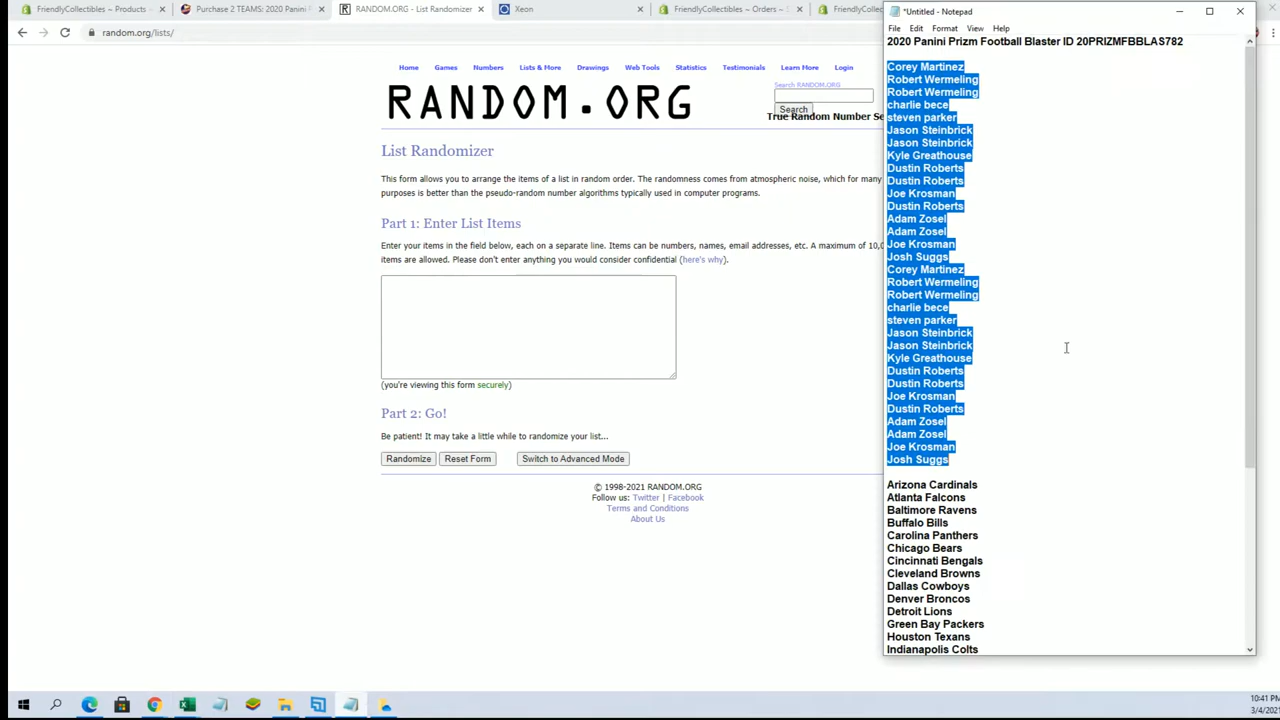 FriendlyCollectibles ~ Products -
Purchase 2 TEAMS: 2020 Panini P
RANDOM.ORG - List Randomizer
Xeon
FriendlyCollectibles ~ Orders ~ S
FriendlyCollectib
random.org/lists/
Home Games Numbers Lists & More Drawings Web Tools Statistics Testimonials Learn More Login
RANDOM.ORG
Search RANDOM.ORG
Search
True Random Number Se
List Randomizer
This form allows you to arrange the items of a list in random order. The randomness comes from atmospheric noise, which for many
purposes is better than the pseudo-random number algorithms typically used in computer programs.
Part 1: Enter List Items
Enter your items in the field below, each on a separate line. Items can be numbers, names, email addresses, etc. A maximum of 10,0
items are allowed. Please don't enter anything you would consider confidential (here's why).
(you're viewing this form securely)
Part 2: Go!
Be patient! It may take a little while to randomize your list...
Randomize Reset Form Switch to Advanced Mode
© 1998-2021 RANDOM.ORG
Follow us: Twitter | Facebook
Terms and Conditions
About Us
*Untitled - Notepad
File Edit Format View Help
2020 Panini Prizm Football Blaster ID 20PRIZMFBBLAS782
Corey Martinez
Robert Wermeling
Robert Wermeling
charlie bece
steven parker
Jason Steinbrick
Jason Steinbrick
Kyle Greathouse
Dustin Roberts
Dustin Roberts
Joe Krosman
Dustin Roberts
Adam Zosel
Adam Zosel
Joe Krosman
Josh Suggs
Corey Martinez
Robert Wermeling
Robert Wermeling
charlie bece
steven parker
Jason Steinbrick
Jason Steinbrick
Kyle Greathouse
Dustin Roberts
Dustin Roberts
Joe Krosman
Dustin Roberts
Adam Zosel
Adam Zosel
Joe Krosman
Josh Suggs
Arizona Cardinals
Atlanta Falcons
Baltimore Ravens
Buffalo Bills
Carolina Panthers
Chicago Bears
Cincinnati Bengals
Cleveland Browns
Dallas Cowboys
Denver Broncos
Detroit Lions
Green Bay Packers
Houston Texans
Indianapolis Colts
10:41 PM
3/4/2021